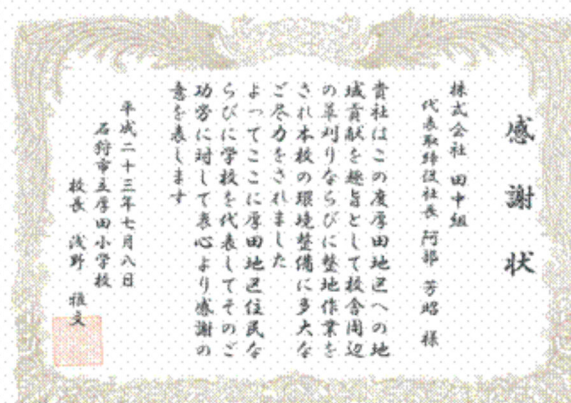 感謝状
株式会社 田中組
代表取締役社長 阿部 芳昭 様
貴社はこの度厚田地区への地
域貢献を趣旨として校舎周辺
の草刈りならびに整地作業を
され本校の環境整備に多大な
ご尽力をされました
よってここに厚田地区住民な
らびに学校を代表してそのご
功労に対して衷心より感謝の
意を表します
平成二十三年七月八日
石狩市立厚田小学校
校長 浅野 雅文